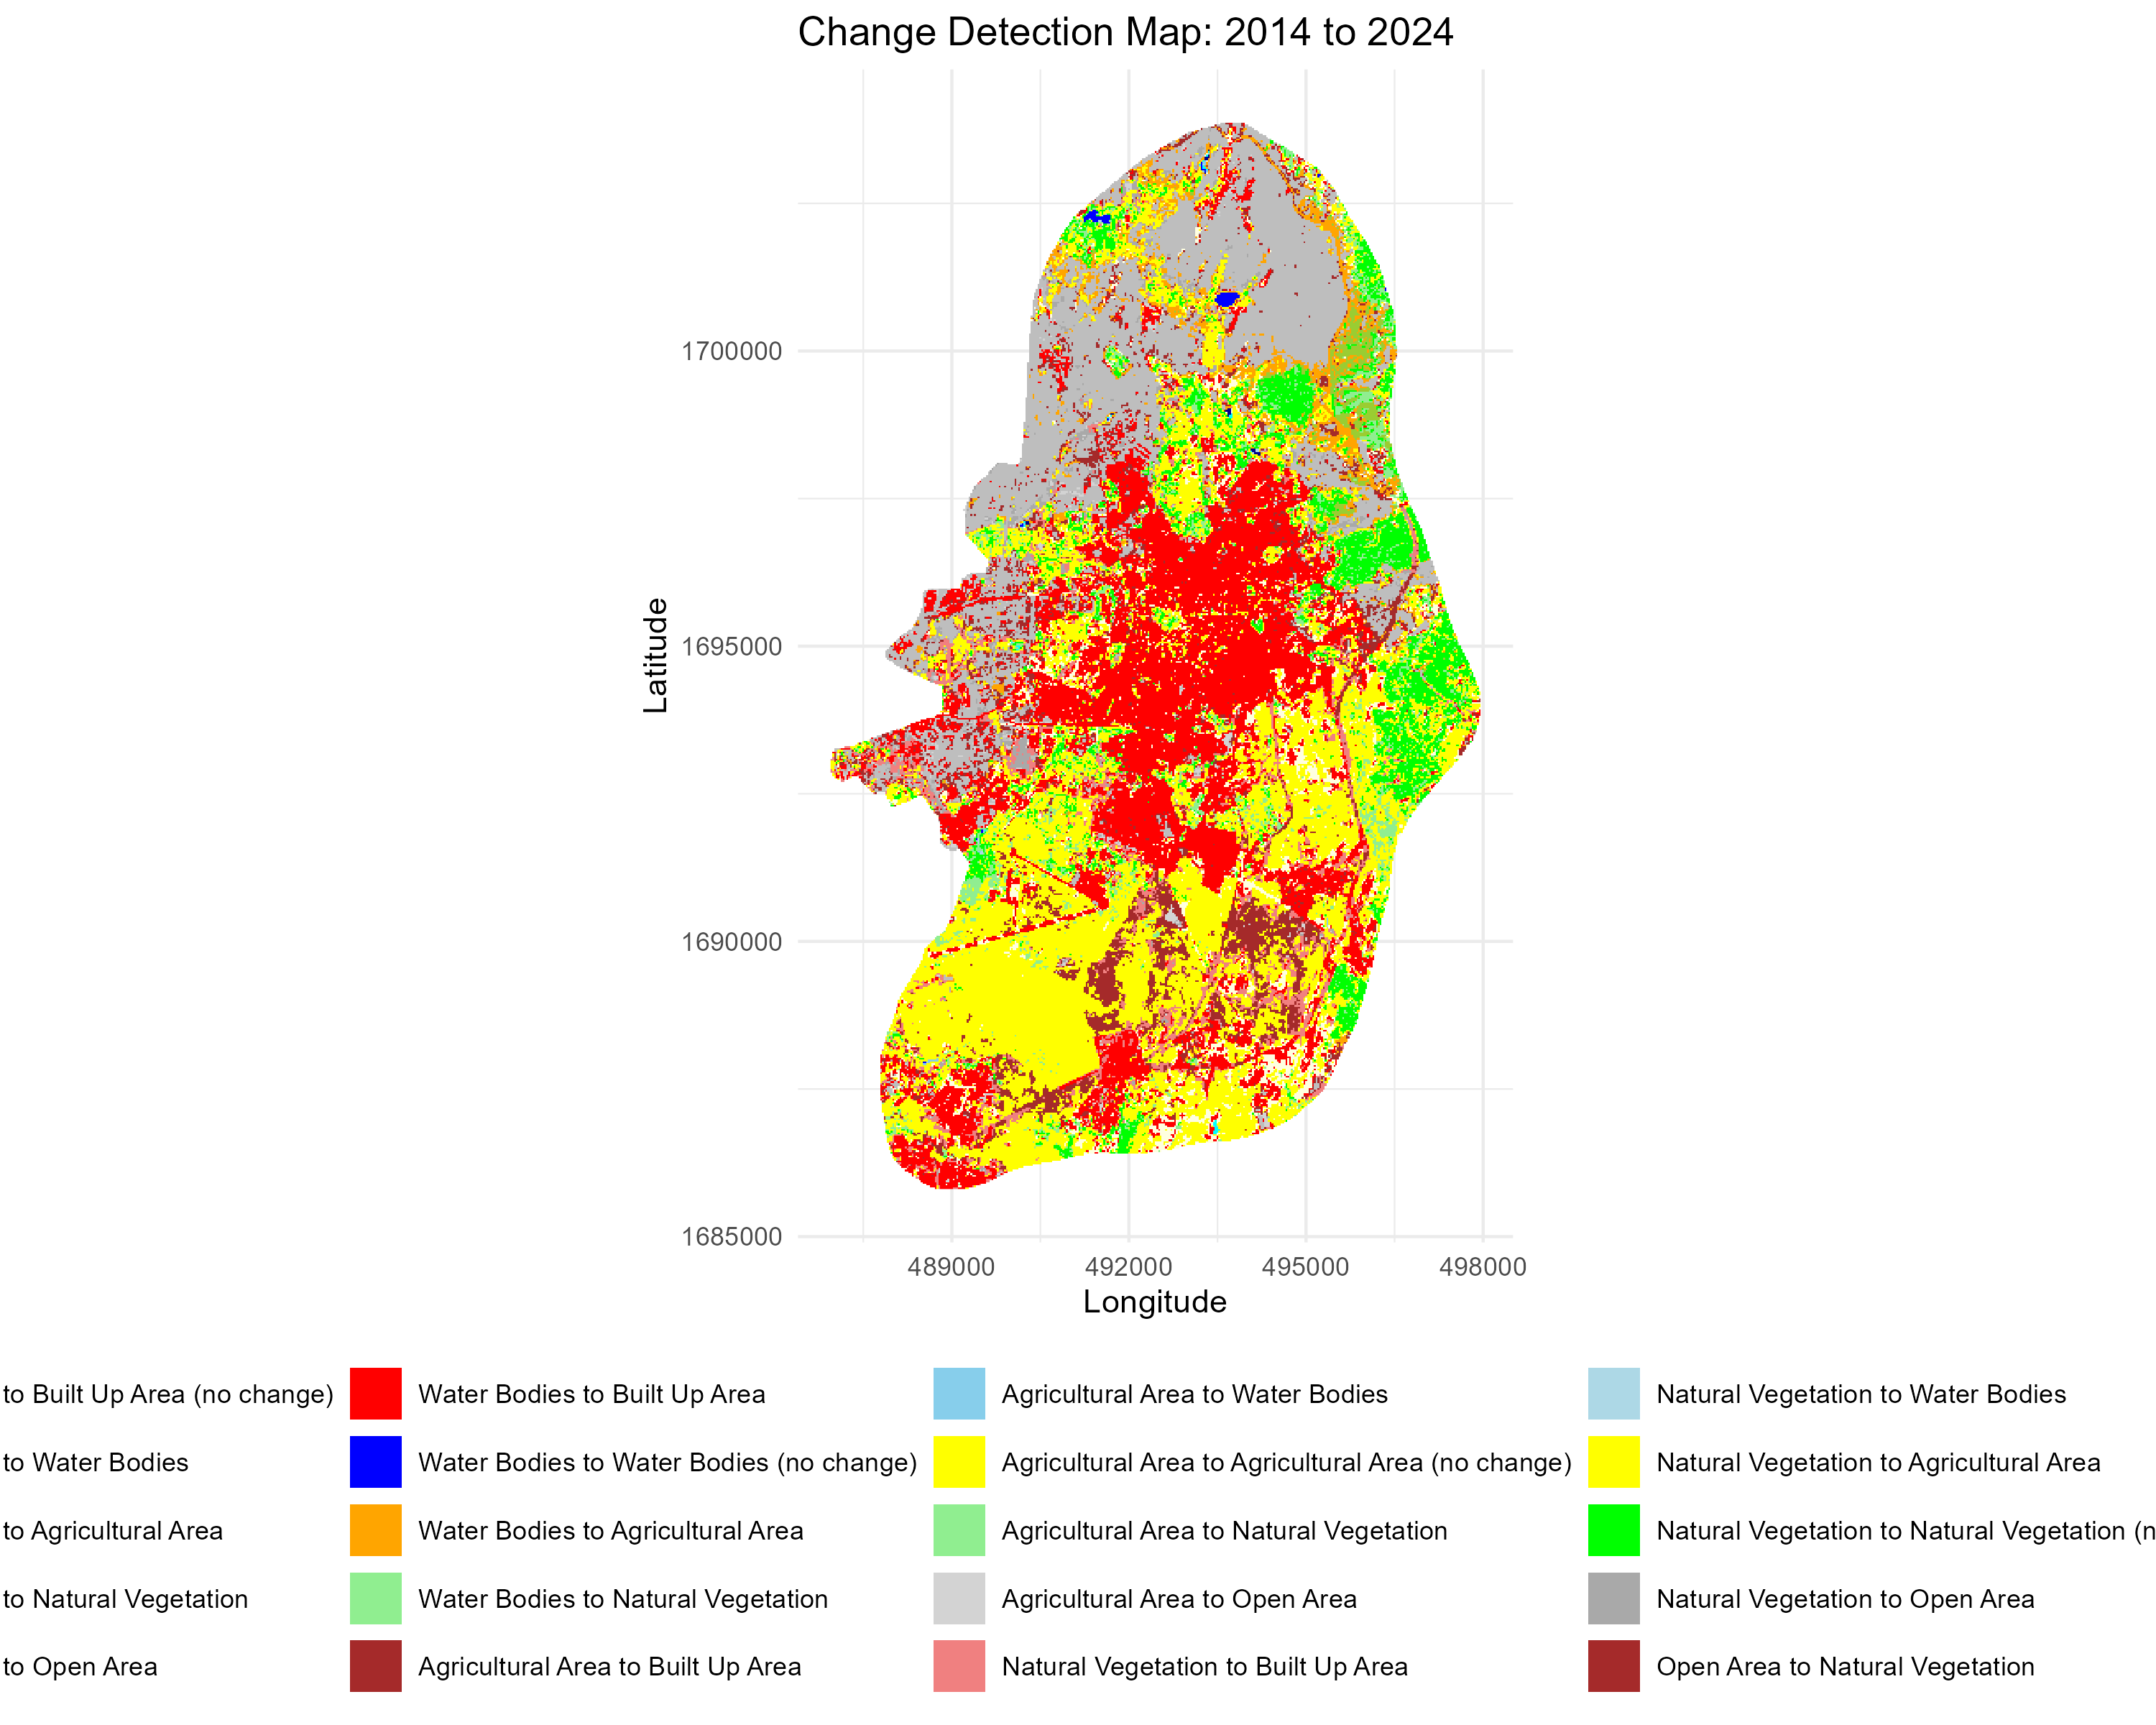 Change Detection Map: 2014 to 2024
Latitude
1700000
1695000
1690000
1685000
489000 492000 495000 498000
Longitude
to Built Up Area (no change) Water Bodies to Built Up Area Agricultural Area to Water Bodies Natural Vegetation to Water Bodies
to Water Bodies Water Bodies to Water Bodies (no change) Agricultural Area to Agricultural Area (no change) Natural Vegetation to Agricultural Area
to Agricultural Area Water Bodies to Agricultural Area Agricultural Area to Natural Vegetation Natural Vegetation to Natural Vegetation (n
to Natural Vegetation Water Bodies to Natural Vegetation Agricultural Area to Open Area Natural Vegetation to Open Area
to Open Area Agricultural Area to Built Up Area Natural Vegetation to Built Up Area Open Area to Natural Vegetation